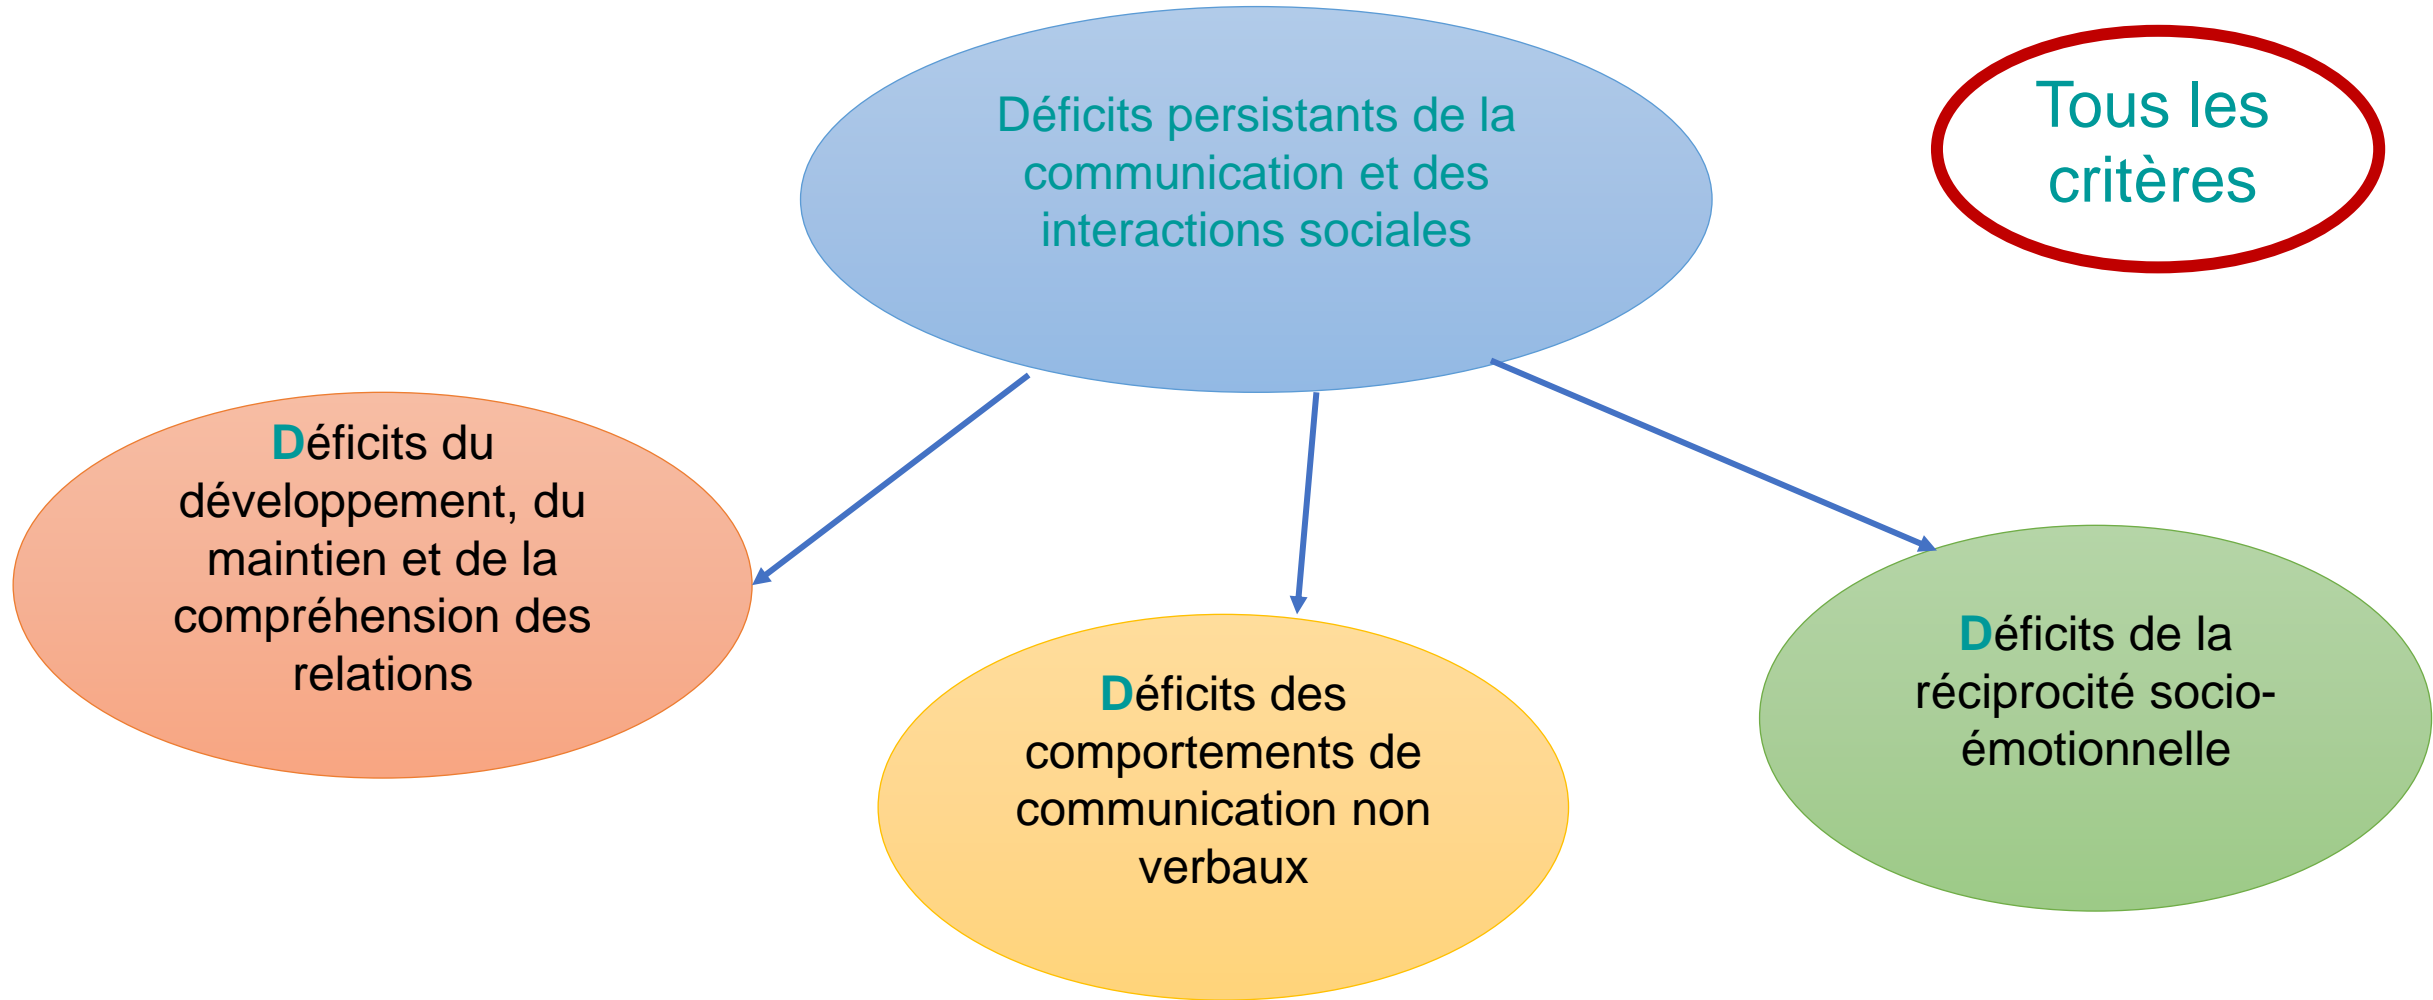 Déficits persistants de la
communication et des
interactions sociales
Tous les
critères
Déficits du
développement, du
maintien et de la
compréhension des
relations
Déficits des
comportements de
communication non
verbaux
Déficits de la
réciprocité socio-
émotionnelle